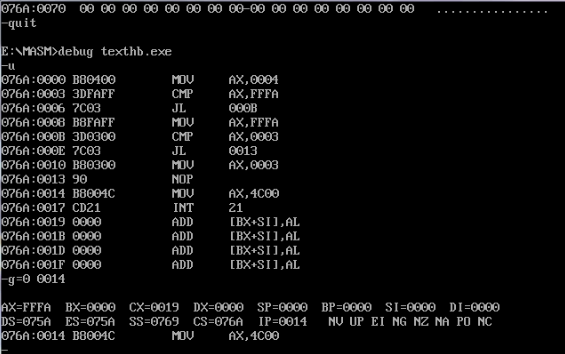 076A:0070  00 00 00 00 00 00 00 00-00 00 00 00 00 00 00 00   ................
-quit

E:\MASM>debug texthb.exe
-u
076A:0000 B80400        MOV     AX,0004
076A:0003 3DFAFF        CMP     AX,FFFA
076A:0006 7C03          JL      000B
076A:0008 B8FAFF        MOV     AX,FFFA
076A:000B 3D0300        CMP     AX,0003
076A:000E 7C03          JL      0013
076A:0010 B80300        MOV     AX,0003
076A:0013 90            NOP
076A:0014 B8004C        MOV     AX,4C00
076A:0017 CD21          INT     21
076A:0019 0000          ADD     [BX+SI],AL
076A:001B 0000          ADD     [BX+SI],AL
076A:001D 0000          ADD     [BX+SI],AL
076A:001F 0000          ADD     [BX+SI],AL
-g=0 0014

AX=FFFA  BX=0000  CX=0019  DX=0000  SP=0000  BP=0000  SI=0000  DI=0000
DS=075A  ES=075A  SS=0769  CS=076A  IP=0014   NV UP EI NG NZ NA PO NC
076A:0014 B8004C        MOV     AX,4C00
-